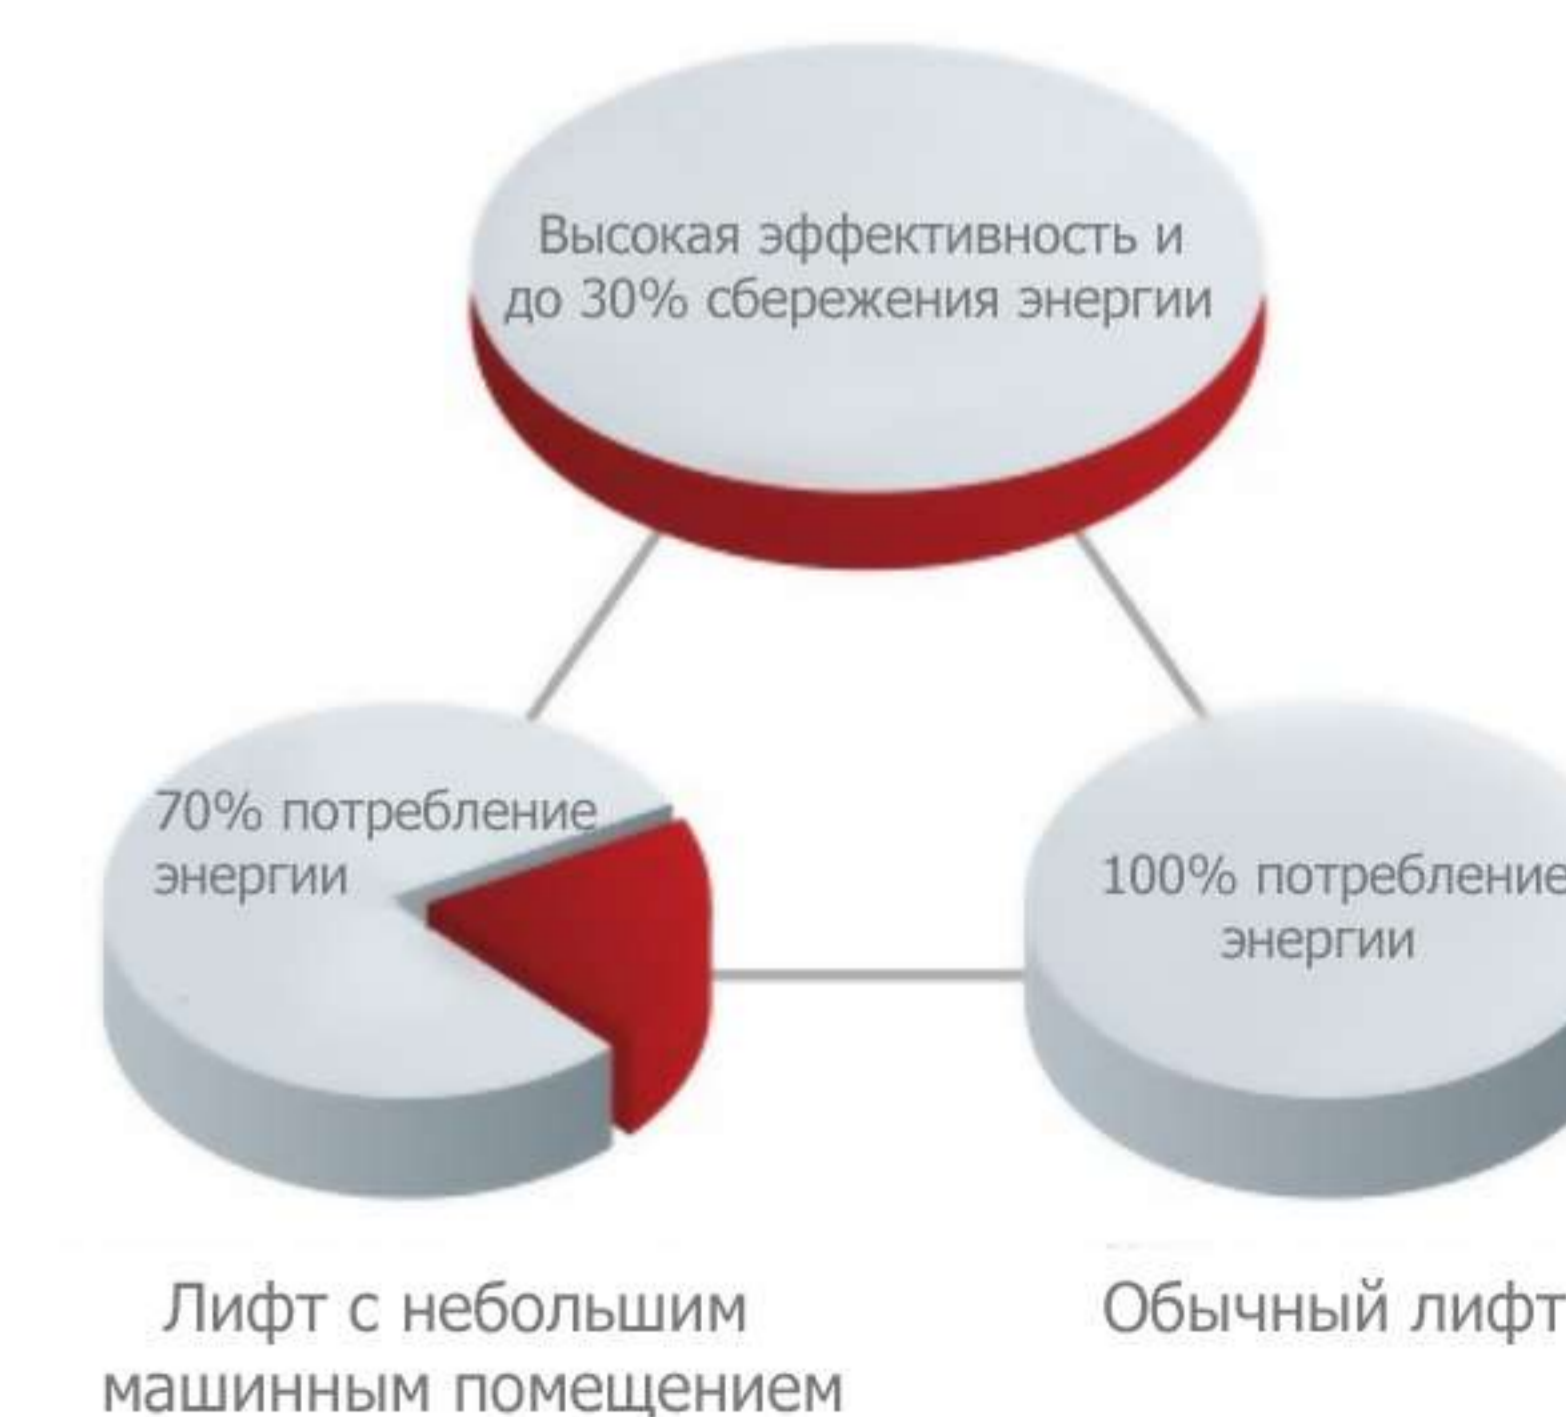 Высокая эффективность и
до 30% сбережения энергии
70% потребление
энергии
100% потребление
энергии
Лифт с небольшим
машинным помещением
Обычный лифт